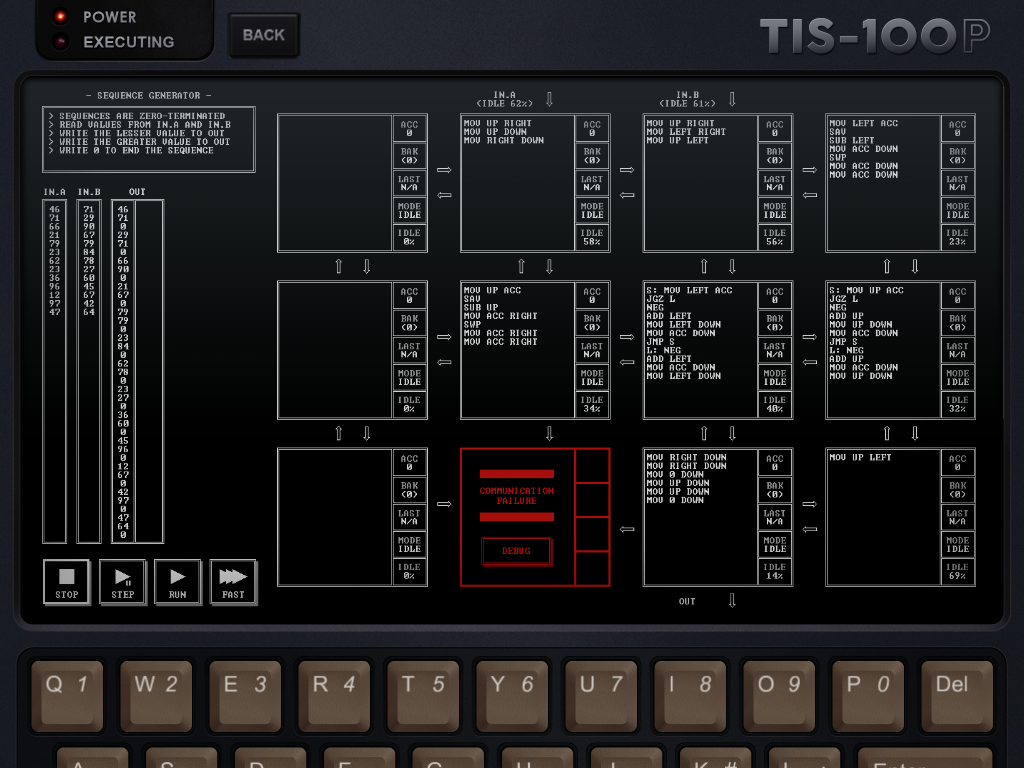 POWER
EXECUTING
BACK
TIS-100P
- SEQUENCE GENERATOR -
> SEQUENCES ARE ZERO-TERMINATED
> READ VALUES FROM IN.A AND IN.B
> WRITE THE LESSER VALUE TO OUT
> WRITE THE GREATER VALUE TO OUT
> WRITE 0 TO END THE SEQUENCE
IN.A
46
71
66
21
79
23
62
23
36
96
12
97
47
IN.B
71
29
90
67
79
84
78
27
60
45
67
42
64
OUT
46
71
0
29
71
0
66
90
0
21
67
0
79
79
0
23
84
0
62
78
0
23
27
0
36
60
0
45
96
0
12
67
0
42
97
0
47
64
0
STOP
STEP
RUN
FAST
IN.A
(IDLE 62%)
IN.B
(IDLE 61%)
ACC
0
BAK
(0)
LAST
N/A
MODE
IDLE
IDLE
0%
MOV UP RIGHT
MOV UP DOWN
MOV RIGHT DOWN
ACC
0
BAK
(0)
LAST
N/A
MODE
IDLE
IDLE
58%
MOV UP RIGHT
MOV LEFT RIGHT
MOV UP LEFT
ACC
0
BAK
(0)
LAST
N/A
MODE
IDLE
IDLE
56%
MOV LEFT ACC
SAV
SUB LEFT
MOV ACC DOWN
SWP
MOV ACC DOWN
MOV ACC DOWN
ACC
0
BAK
(0)
LAST
N/A
MODE
IDLE
IDLE
23%
ACC
0
BAK
(0)
LAST
N/A
MODE
IDLE
IDLE
0%
MOV UP ACC
SAV
SUB UP
MOV ACC RIGHT
SWP
MOV ACC RIGHT
MOV ACC RIGHT
ACC
0
BAK
(0)
LAST
N/A
MODE
IDLE
IDLE
34%
S: MOV LEFT ACC
JGZ L
NEG
ADD LEFT
MOV LEFT DOWN
MOV ACC DOWN
JMP S
L: NEG
ADD LEFT
MOV ACC DOWN
MOV LEFT DOWN
ACC
0
BAK
(0)
LAST
N/A
MODE
IDLE
IDLE
40%
S: MOV UP ACC
JGZ L
NEG
ADD UP
MOV UP DOWN
MOV ACC DOWN
JMP S
L: NEG
ADD UP
MOV ACC DOWN
MOV UP DOWN
ACC
0
BAK
(0)
LAST
N/A
MODE
IDLE
IDLE
32%
ACC
0
BAK
(0)
LAST
N/A
MODE
IDLE
IDLE
0%
COMMUNICATION
FAILURE
DEBUG
MOV RIGHT DOWN
MOV RIGHT DOWN
MOV 0 DOWN
MOV UP DOWN
MOV UP DOWN
MOV 0 DOWN
ACC
0
BAK
(0)
LAST
N/A
MODE
IDLE
IDLE
14%
MOV UP LEFT
ACC
0
BAK
(0)
LAST
N/A
MODE
IDLE
IDLE
69%
OUT
Q 1
W 2
E 3
R 4
T 5
Y 6
U 7
I 8
O 9
P 0
Del